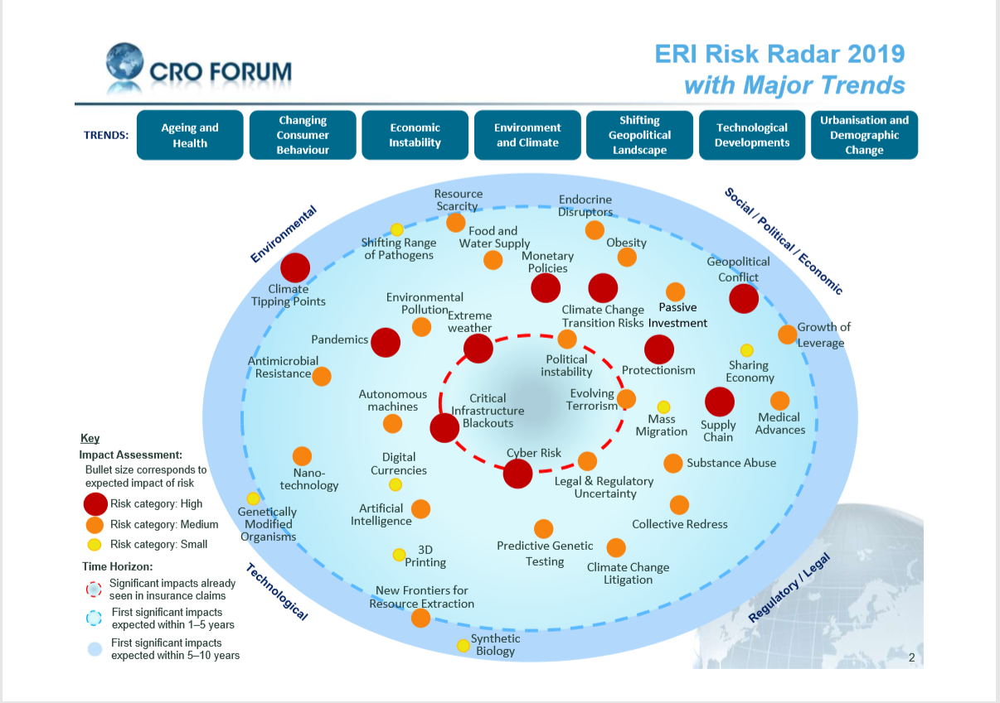 CRO FORUM
ERI Risk Radar 2019
with Major Trends
TRENDS:
Ageing and
Health
Changing
Consumer
Behaviour
Economic
Instability
Environment
and Climate
Shifting
Geopolitical
Landscape
Technological
Developments
Urbanisation and
Demographic
Change
Environmental
Social / Political / Economic
Resource
Scarcity
Endocrine
Disruptors
Shifting Range
of Pathogens
Food and
Water Supply
Obesity
Monetary
Policies
Geopolitical
Conflict
Climate
Tipping Points
Environmental
Pollution
Extreme
weather
Climate Change
Transition Risks
Passive
Investment
Growth of
Leverage
Pandemics
Antimicrobial
Resistance
Political
instability
Protectionism
Sharing
Economy
Autonomous
machines
Critical
Infrastructure
Blackouts
Evolving
Terrorism
Mass
Migration
Supply
Chain
Medical
Advances
Nano-
technology
Digital
Currencies
Cyber Risk
Legal & Regulatory
Uncertainty
Substance Abuse
Genetically
Modified
Organisms
Artificial
Intelligence
Collective Redress
3D
Printing
Predictive Genetic
Testing
Climate Change
Litigation
New Frontiers for
Resource Extraction
Synthetic
Biology
Technological
Regulatory / Legal
Key
Impact Assessment:
Bullet size corresponds to
expected impact of risk
Risk category: High
Risk category: Medium
Risk category: Small
Time Horizon:
Significant impacts already
seen in insurance claims
First significant impacts
expected within 1–5 years
First significant impacts
expected within 5–10 years
2